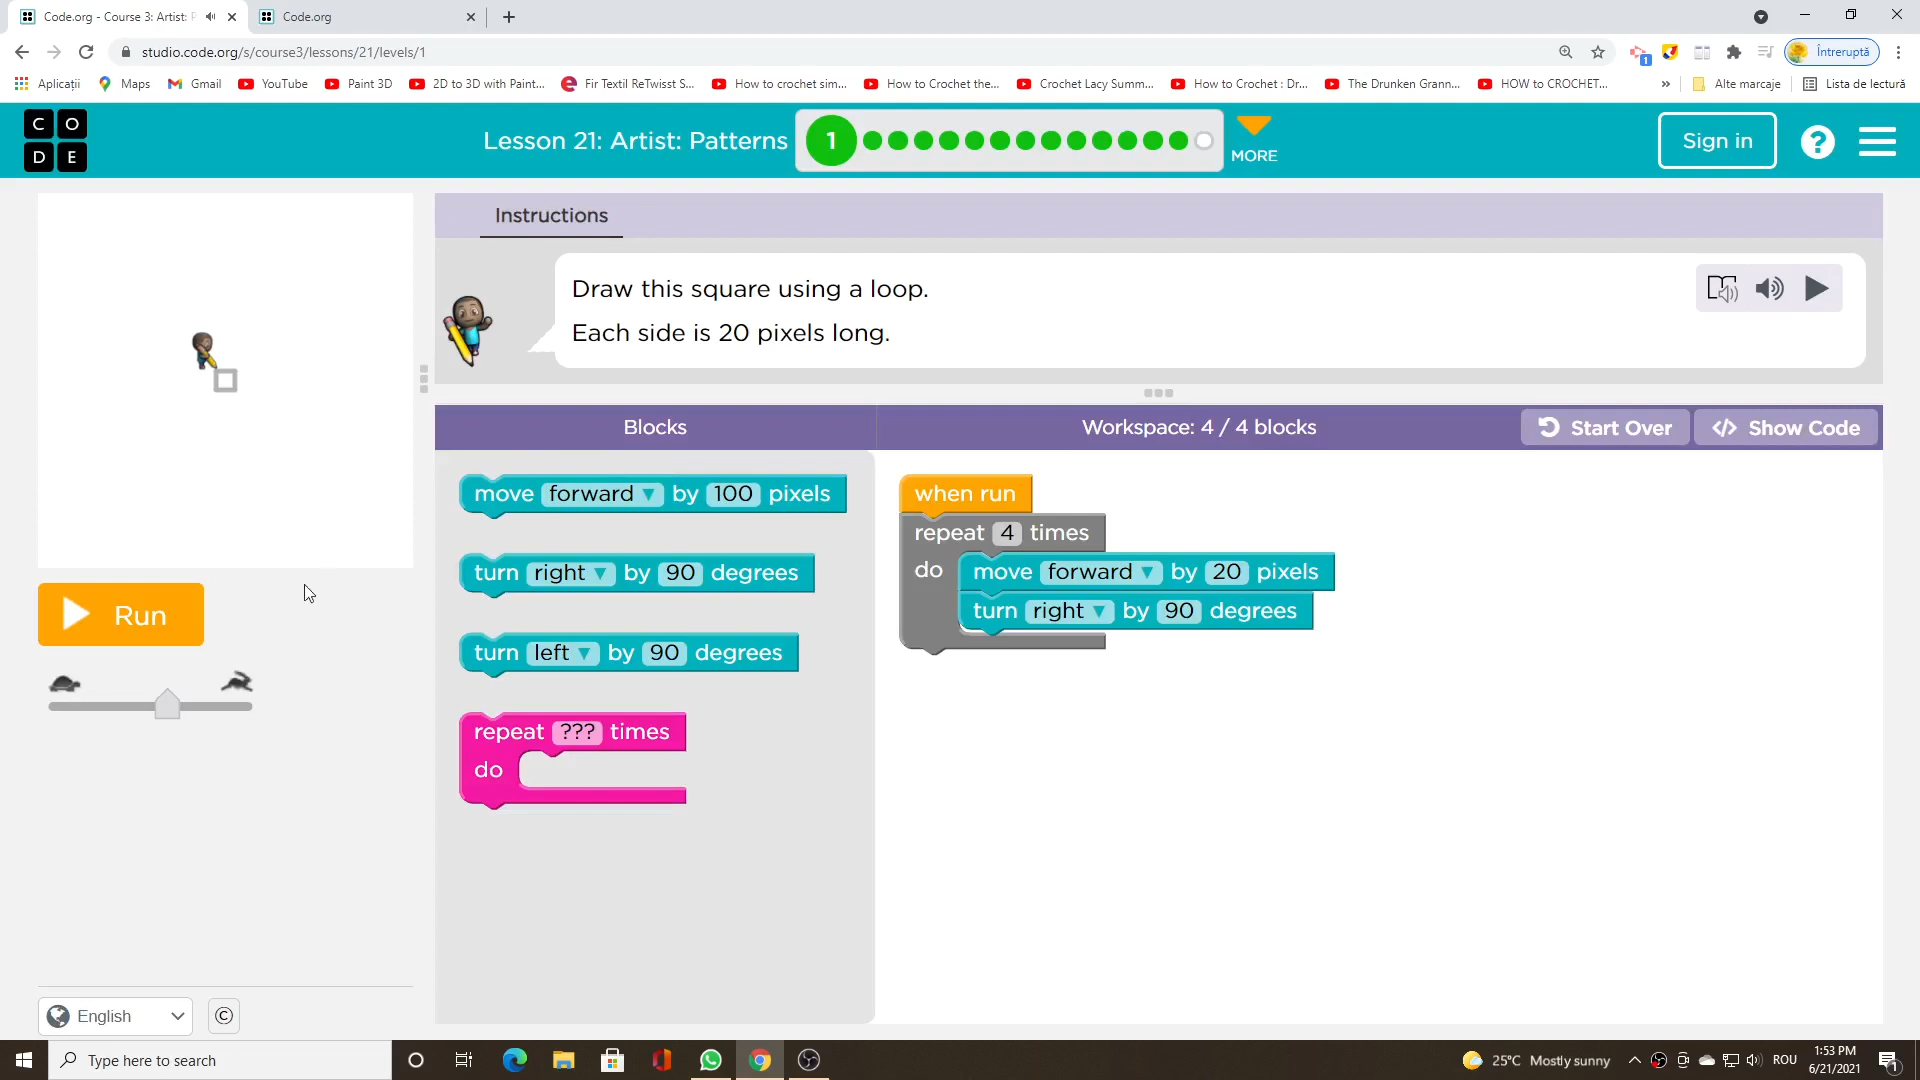 Code.org - Course 3: Artist: P
Code.org
studio.code.org/s/course3/lessons/21/levels/1
1
Întreruptă
Aplicații
Maps
Gmail
YouTube
Paint 3D
2D to 3D with Paint...
Fir Textil ReTwisst S...
How to crochet sim...
How to Crochet the...
Crochet Lacy Summ...
How to Crochet : Dr...
The Drunken Grann...
HOW to CROCHET...
»
Alte marcaje
Lista de lectură
C O
D E
Lesson 21: Artist: Patterns
1
MORE
Sign in
?
Instructions
Draw this square using a loop.
Each side is 20 pixels long.
Blocks
Workspace: 4 / 4 blocks
Start Over
</> Show Code
move forward by 100 pixels
turn right by 90 degrees
turn left by 90 degrees
repeat ??? times
do
when run
repeat 4 times
do
move forward by 20 pixels
turn right by 90 degrees
Run
English
©
Type here to search
25°C Mostly sunny
ROU
1:53 PM
6/21/2021
1